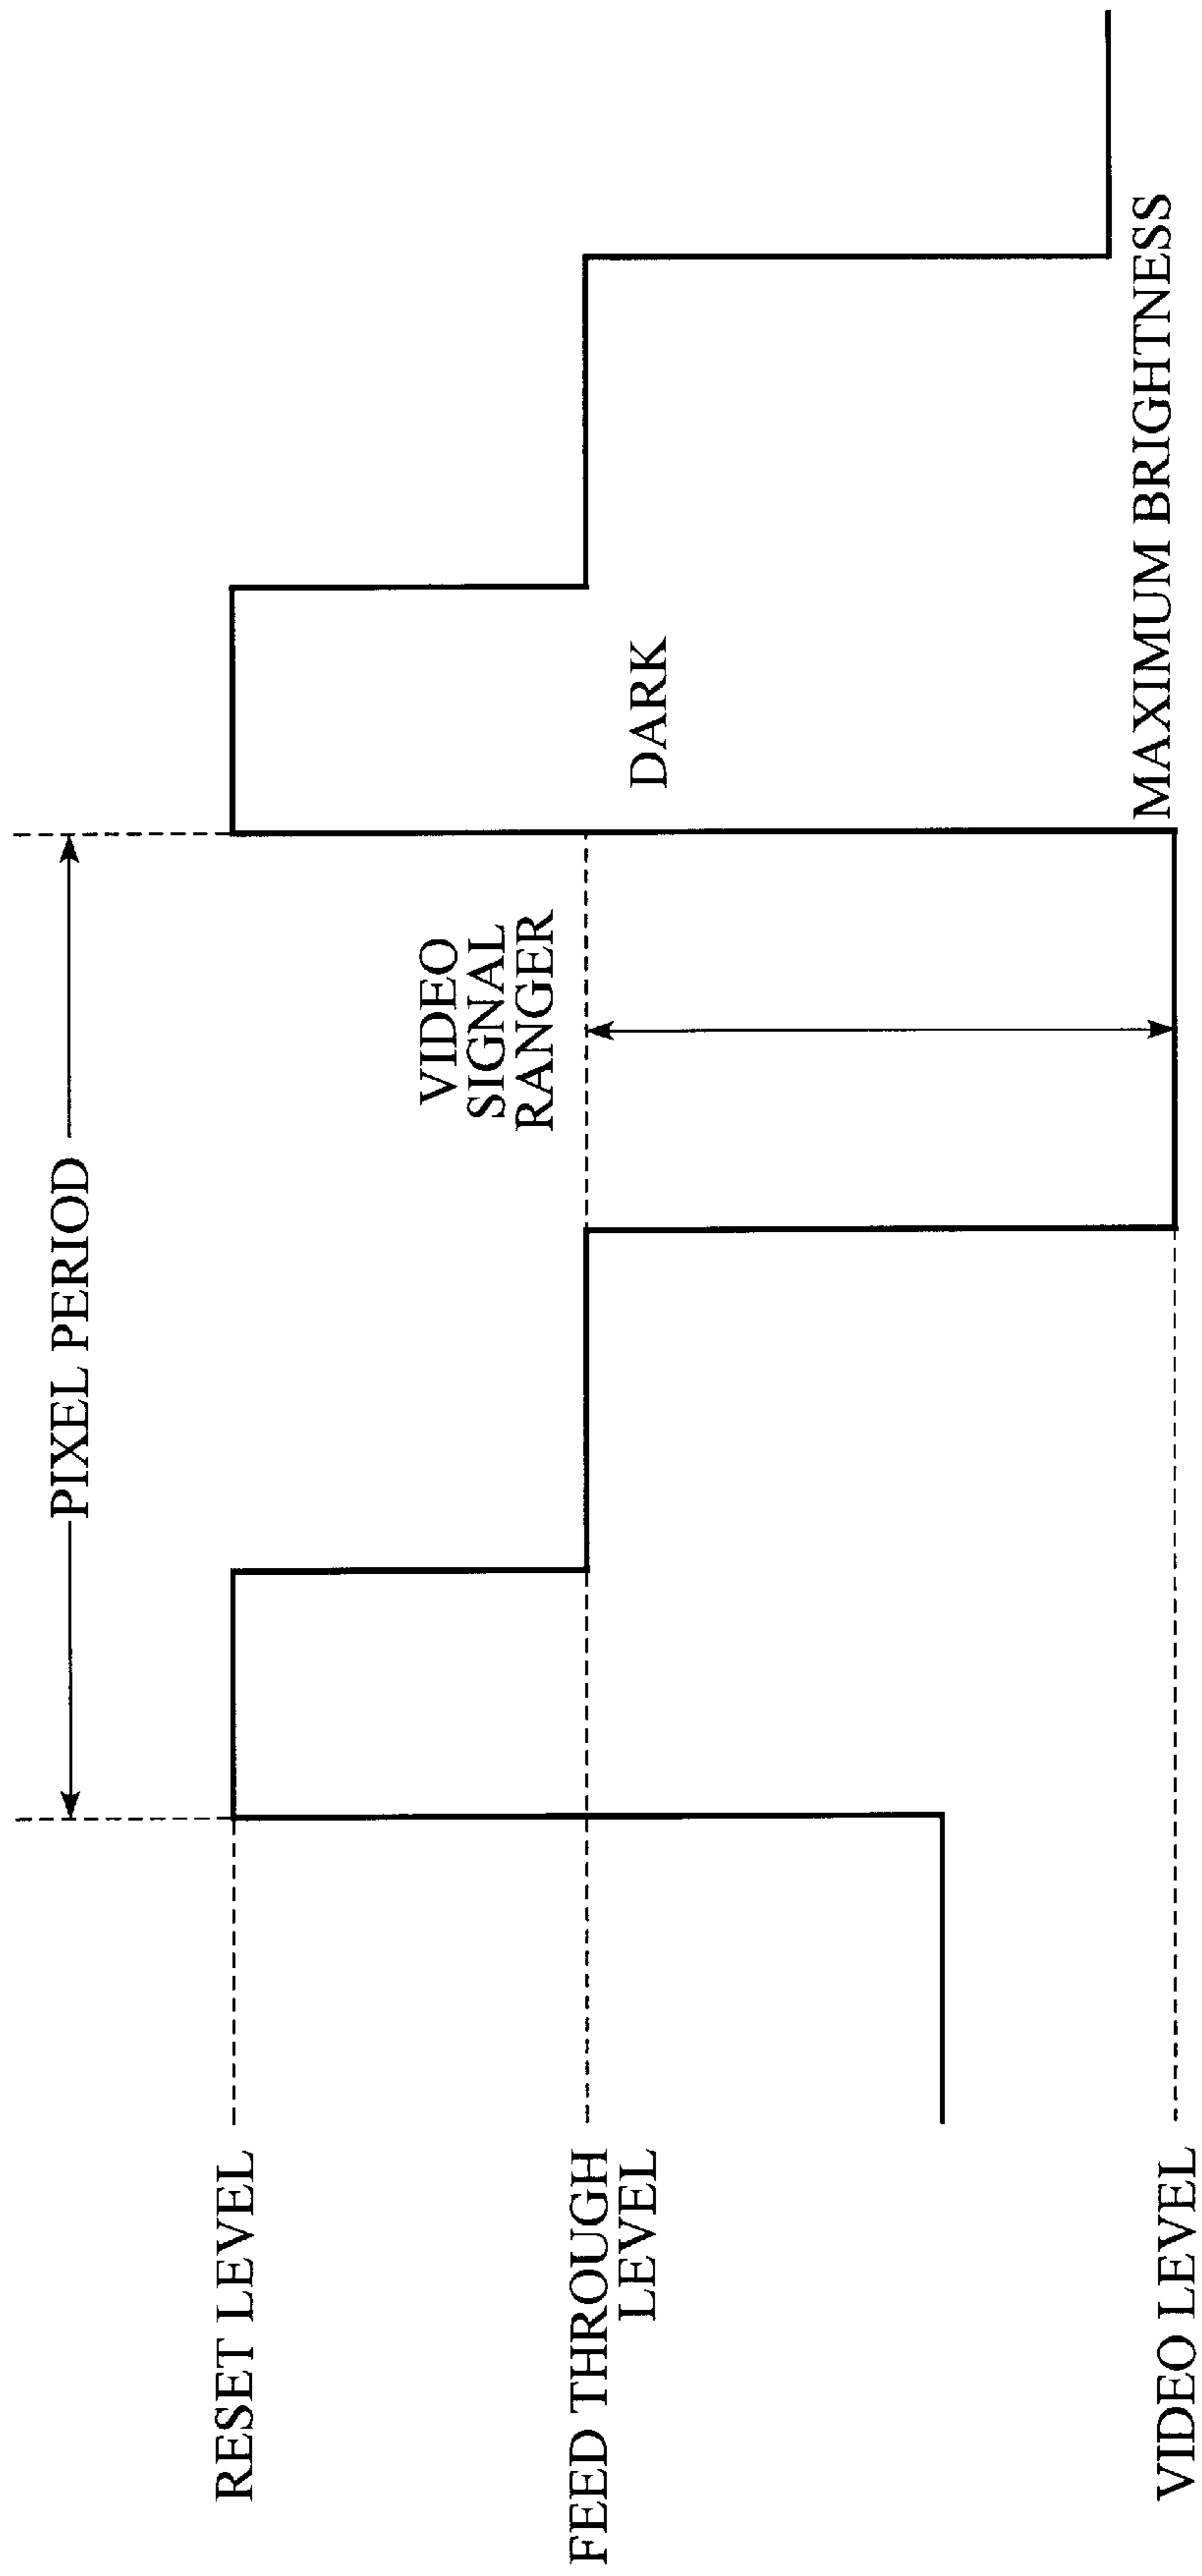 PIXEL PERIOD
RESET LEVEL
VIDEO
SIGNAL
RANGER
FEED THROUGH
LEVEL
DARK
VIDEO LEVEL
MAXIMUM BRIGHTNESS